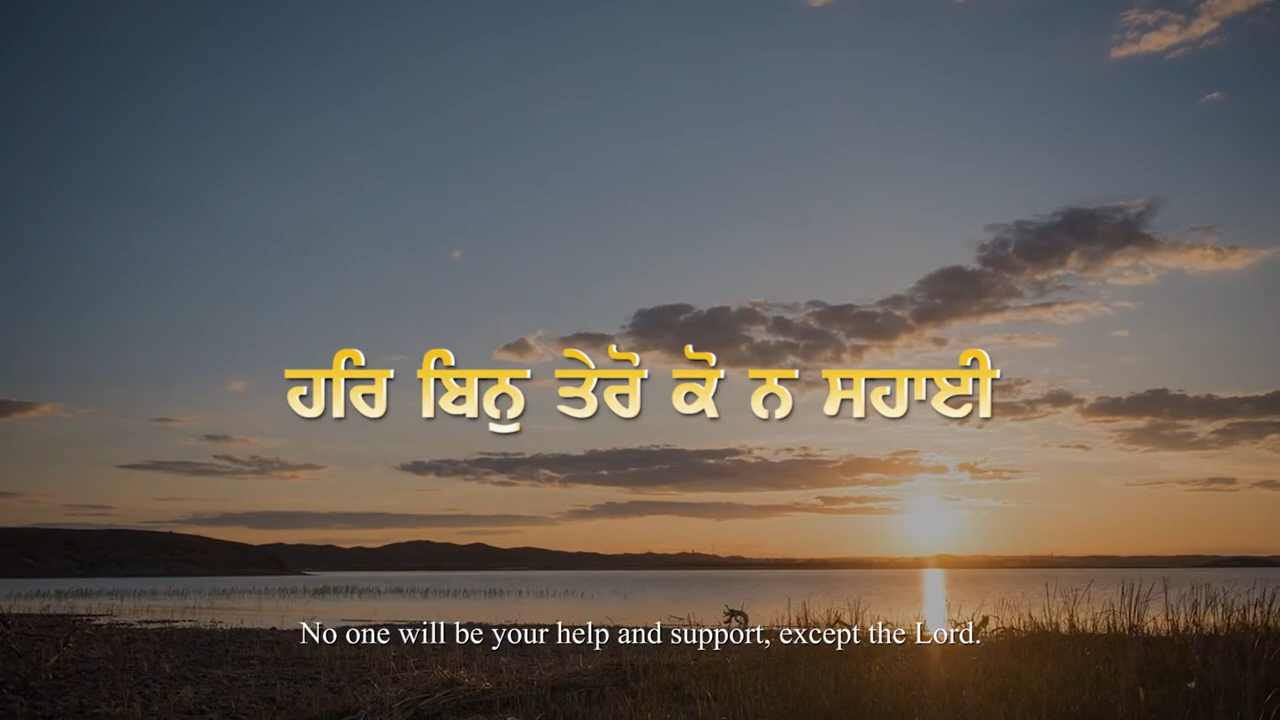 ਹਰਿ ਬਿਨੁ ਤੇਰੋ ਕੋ ਨ ਸਹਾਈ
No one will be your help and support, except the Lord.